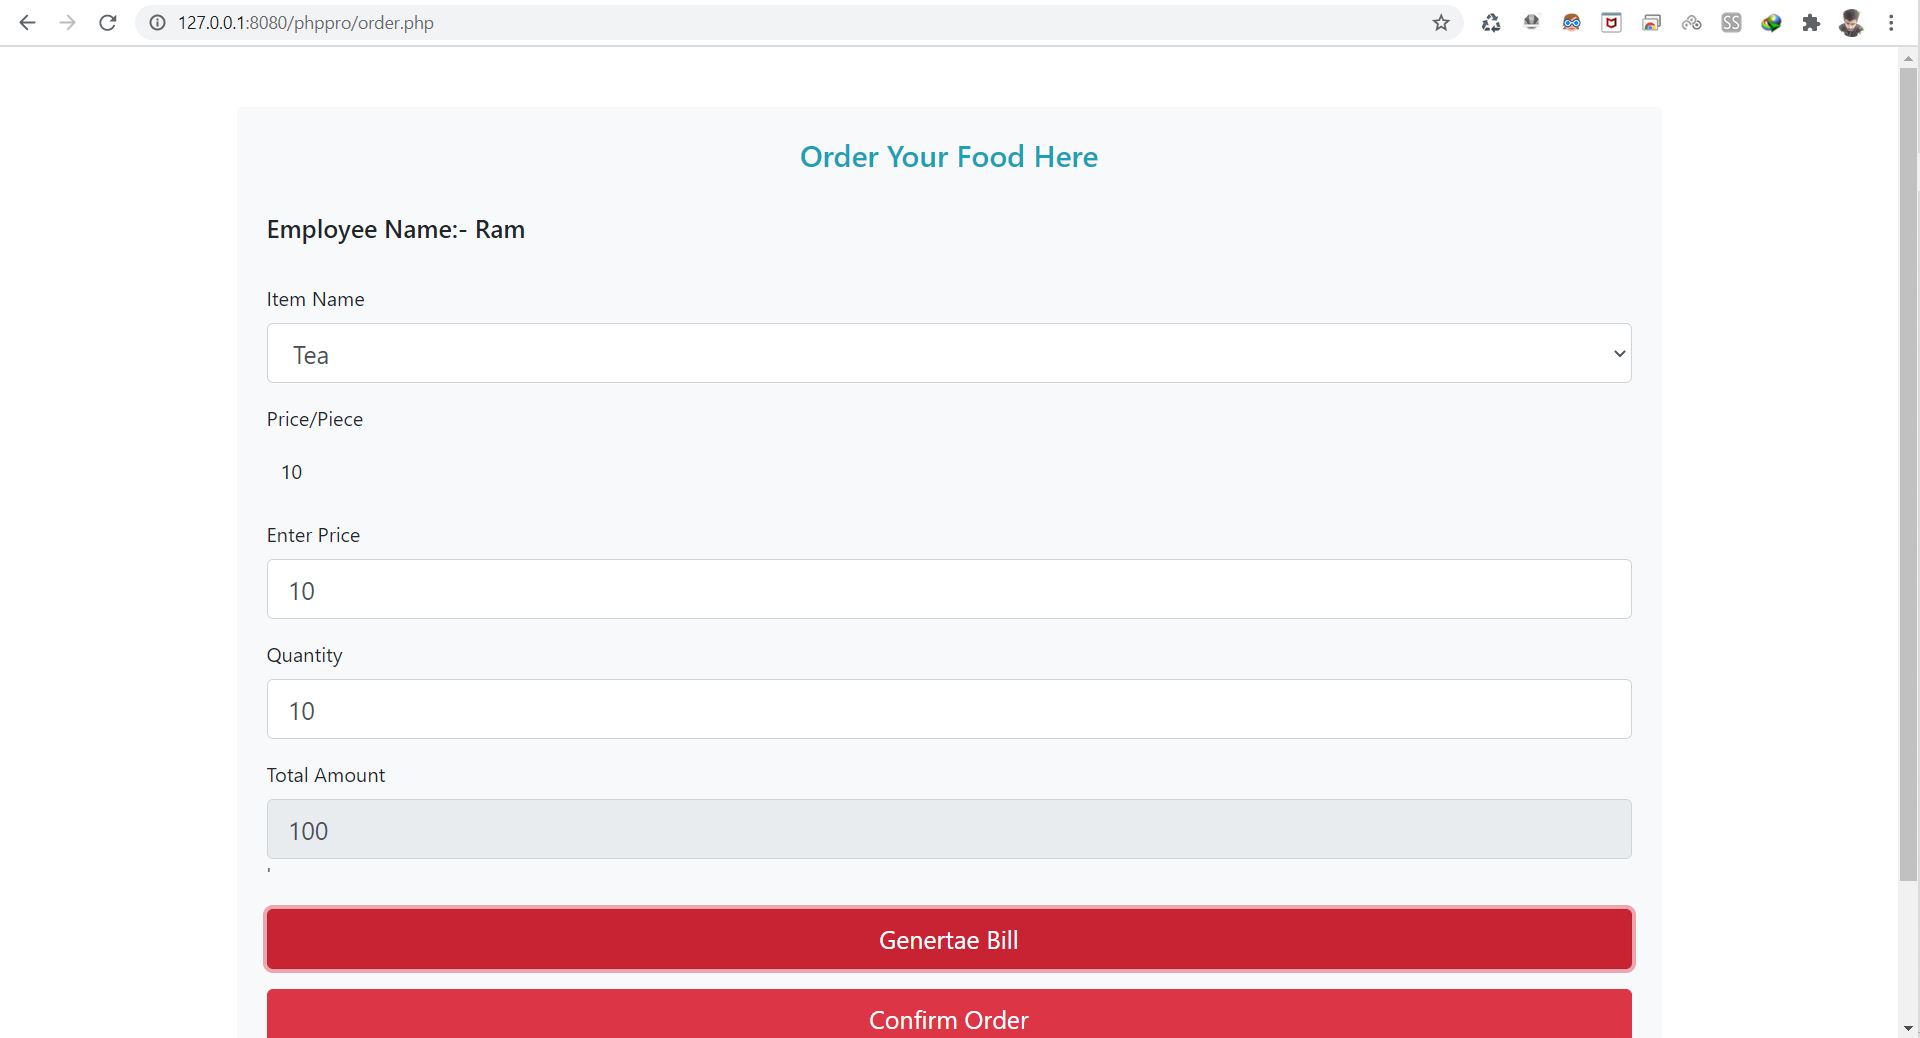 127.0.0.1:8080/phppro/order.php
SS
Order Your Food Here
Employee Name:- Ram
Item Name
Tea
Price/Piece
10
Enter Price
10
Quantity
10
Total Amount
100
'
Genertae Bill
Confirm Order